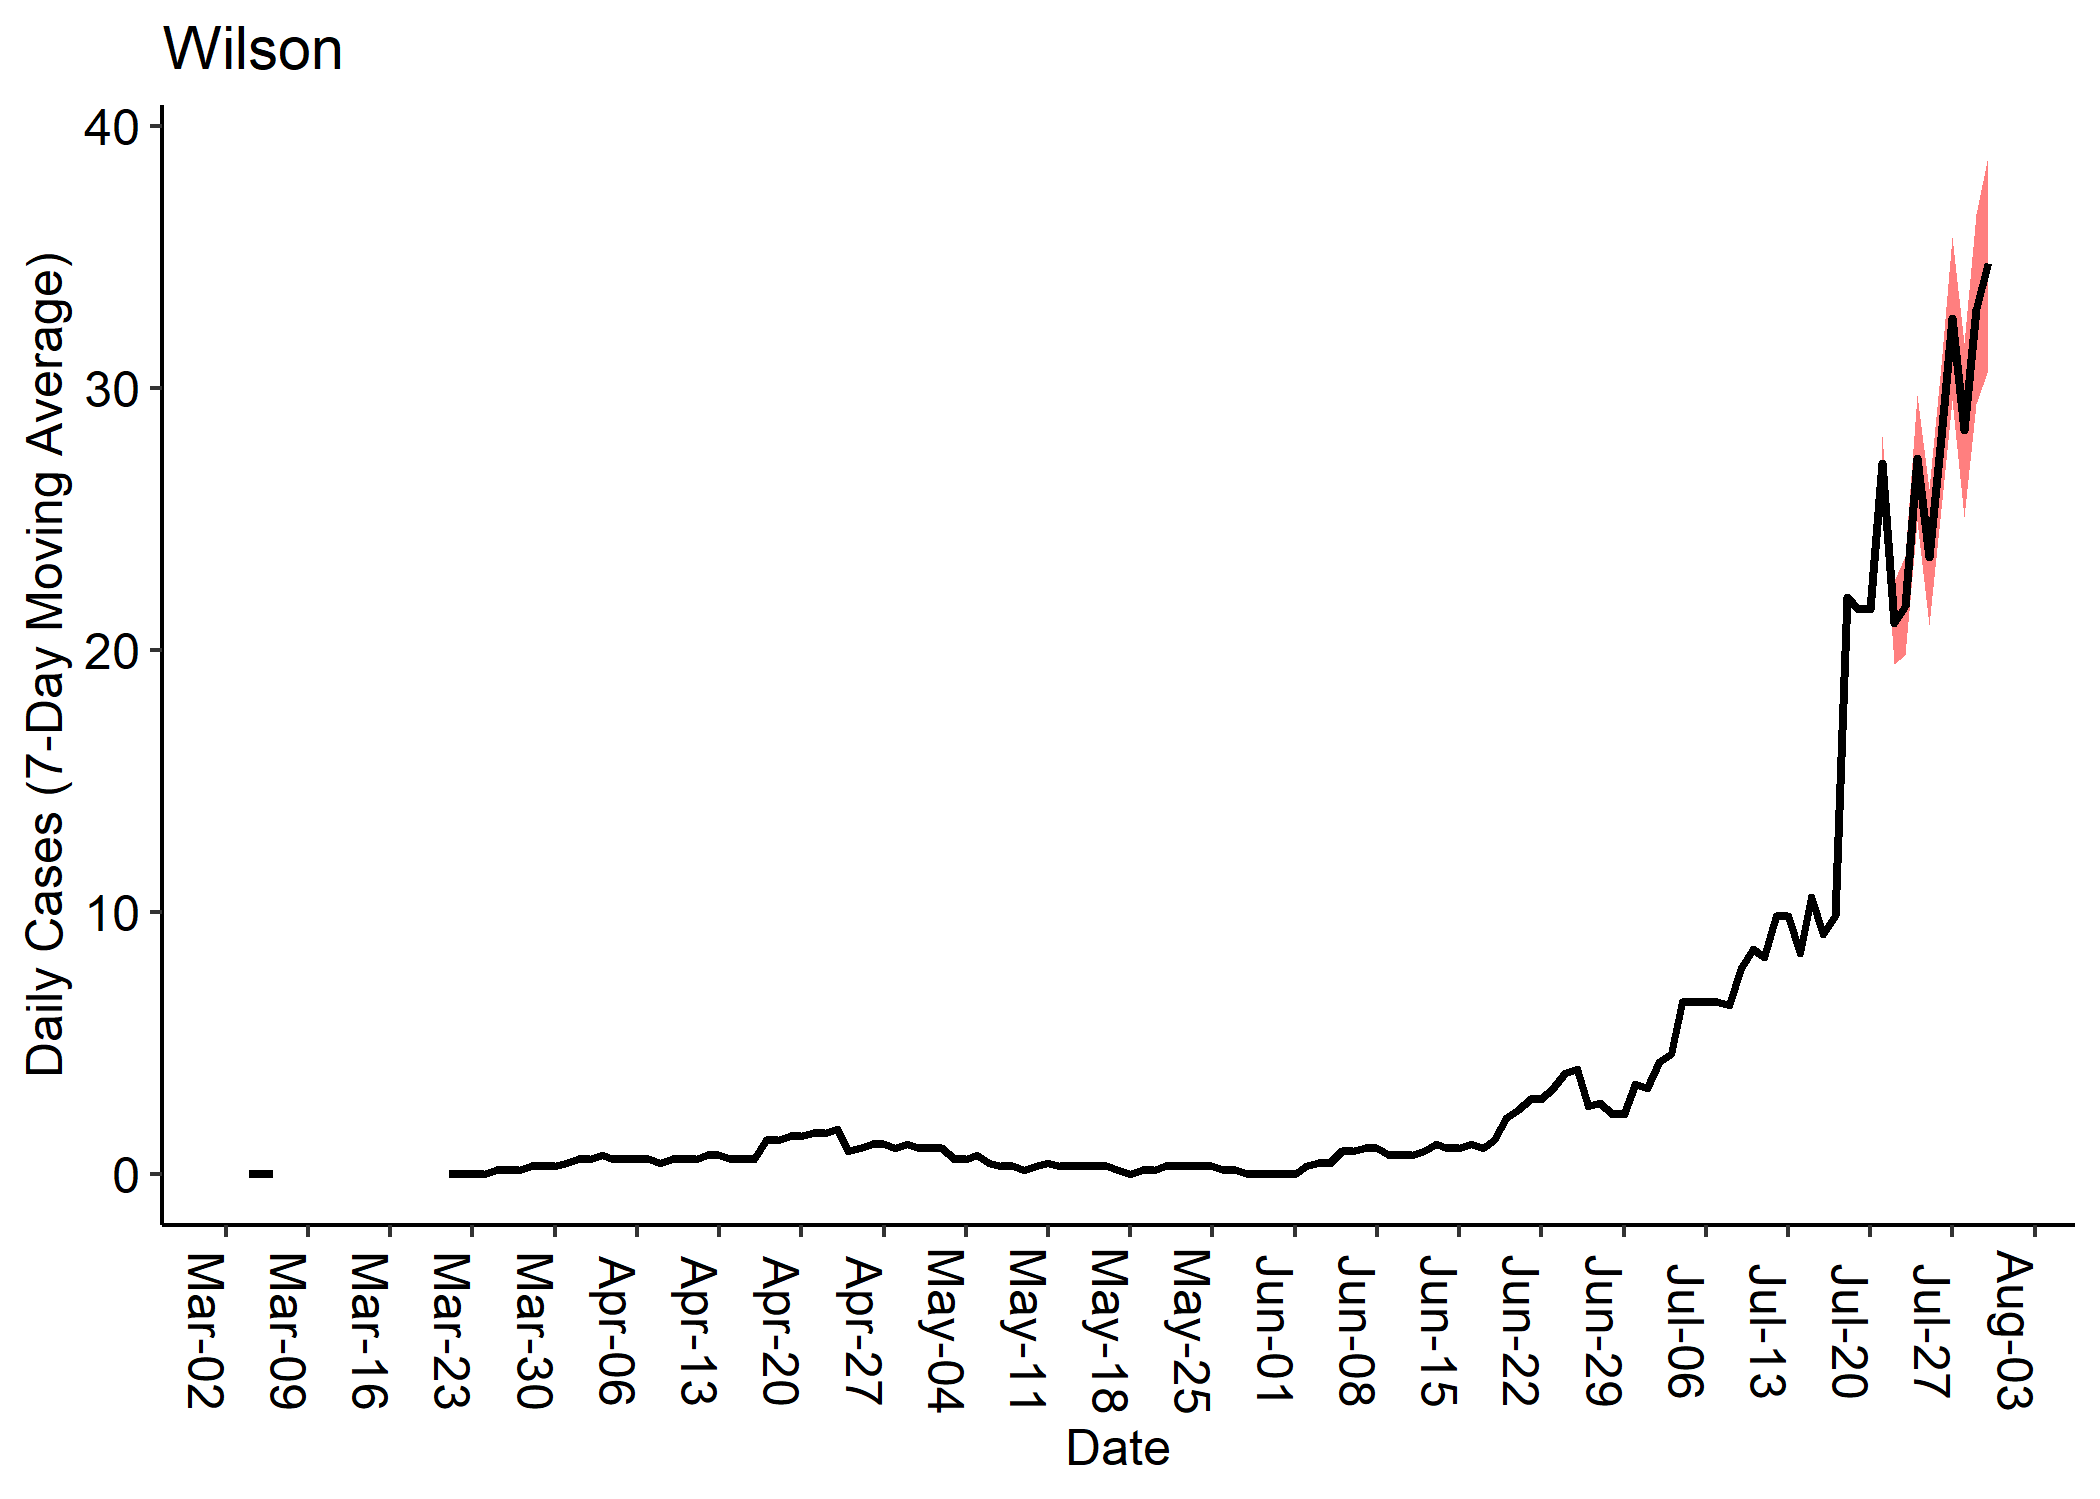 Wilson
Daily Cases (7-Day Moving Average)
40
30
20
10
0
Mar-02
Mar-09
Mar-16
Mar-23
Mar-30
Apr-06
Apr-13
Apr-20
Apr-27
May-04
May-11
May-18
May-25
Jun-01
Jun-08
Jun-15
Jun-22
Jun-29
Jul-06
Jul-13
Jul-20
Jul-27
Aug-03
Date